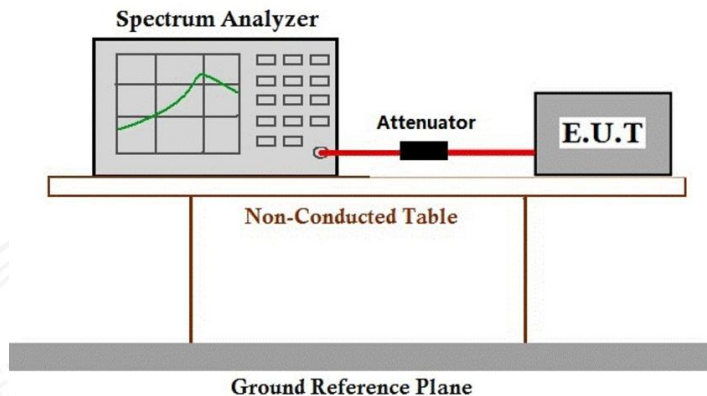 Spectrum Analyzer
Attenuator
E.U.T
Non-Conducted Table
Ground Reference Plane